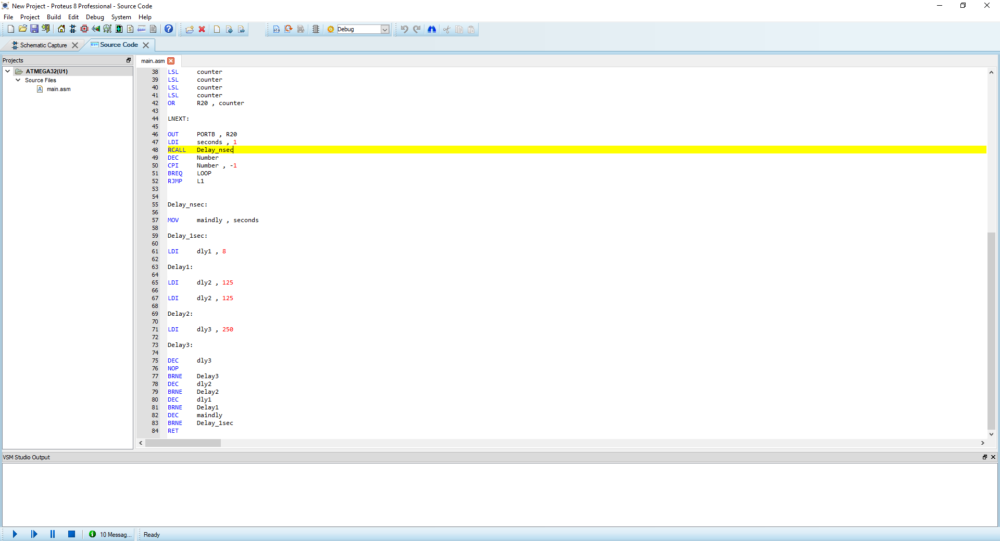 New Project - Proteus 8 Professional - Source Code
File Project Build Edit Debug System Help
Debug
Schematic Capture Source Code
Projects
ATMEGA32(U1)
Source Files
main.asm
main.asm
38 LSL counter
39 LSL counter
40 LSL counter
41 LSL counter
42 OR R20 , counter
43
44 LNEXT:
45
46 OUT PORTB , R20
47 LDI seconds , 1
48 RCALL Delay_nsec
49 DEC Number
50 CPI Number , -1
51 BREQ LOOP
52 RJMP L1
53
54
55 Delay_nsec:
56
57 MOV maindly , seconds
58
59 Delay_1sec:
60
61 LDI dly1 , 8
62
63 Delay1:
64
65 LDI dly2 , 125
66
67 LDI dly2 , 125
68
69 Delay2:
70
71 LDI dly3 , 250
72
73 Delay3:
74
75 DEC dly3
76 NOP
77 BRNE Delay3
78 DEC dly2
79 BRNE Delay2
80 DEC dly1
81 BRNE Delay1
82 DEC maindly
83 BRNE Delay_1sec
84 RET
VSM Studio Output
10 Messag... Ready